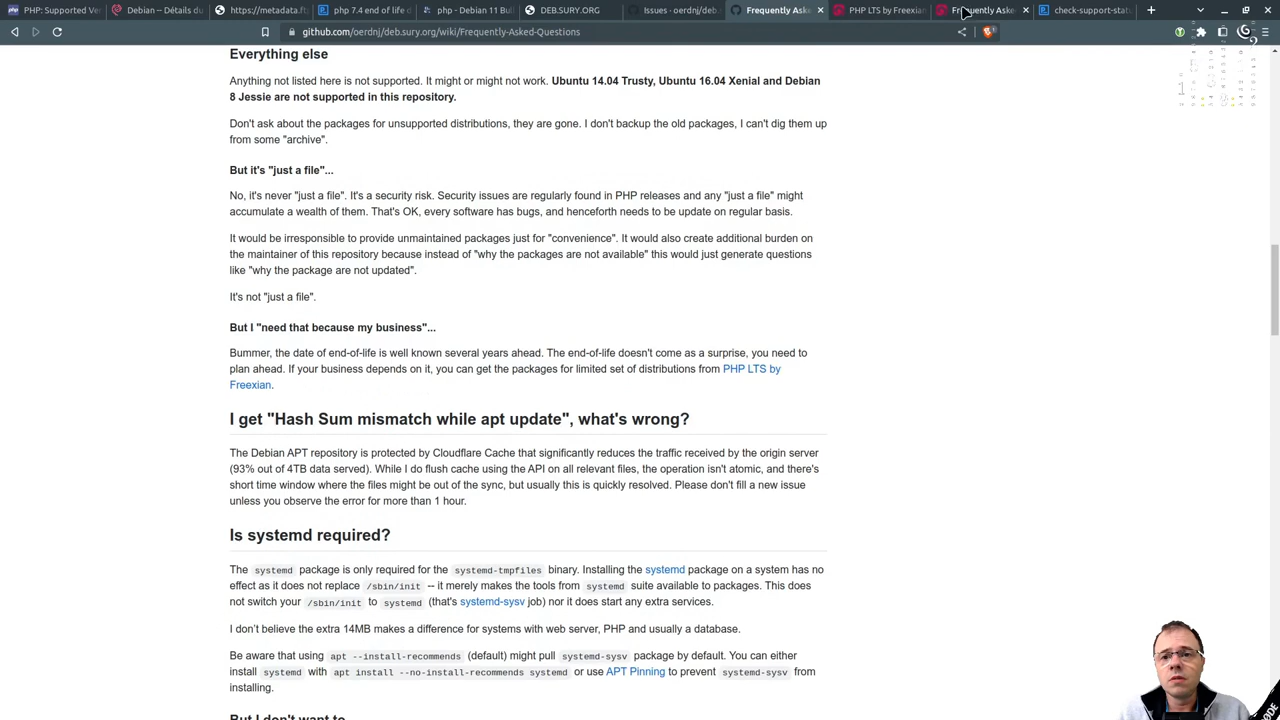 PHP: Supported Ver
Debian -- Détails du
https://metadata.ft
php 7.4 end of life d
php - Debian 11 Bull
DEB.SURY.ORG
Issues · oerdnj/deb
Frequently Aske
PHP LTS by Freexian
Frequently Aske
check-support-stat
github.com/oerdnj/deb.sury.org/wiki/Frequently-Asked-Questions
Everything else
Anything not listed here is not supported. It might or might not work. Ubuntu 14.04 Trusty, Ubuntu 16.04 Xenial and Debian
8 Jessie are not supported in this repository.
Don't ask about the packages for unsupported distributions, they are gone. I don't backup the old packages, I can't dig them up
from some "archive".
But it's "just a file"...
No, it's never "just a file". It's a security risk. Security issues are regularly found in PHP releases and any "just a file" might
accumulate a wealth of them. That's OK, every software has bugs, and henceforth needs to be update on regular basis.
It would be irresponsible to provide unmaintained packages just for "convenience". It would also create additional burden on
the maintainer of this repository because instead of "why the packages are not available" this would just generate questions
like "why the package are not updated".
It's not "just a file".
But I "need that because my business"...
Bummer, the date of end-of-life is well known several years ahead. The end-of-life doesn't come as a surprise, you need to
plan ahead. If your business depends on it, you can get the packages for limited set of distributions from PHP LTS by
Freexian.
I get "Hash Sum mismatch while apt update", what's wrong?
The Debian APT repository is protected by Cloudflare Cache that significantly reduces the traffic received by the origin server
(93% out of 4TB data served). While I do flush cache using the API on all relevant files, the operation isn't atomic, and there's
short time window where the files might be out of the sync, but usually this is quickly resolved. Please don't fill a new issue
unless you observe the error for more than 1 hour.
Is systemd required?
The systemd package is only required for the systemd-tmpfiles binary. Installing the systemd package on a system has no
effect as it does not replace /sbin/init -- it merely makes the tools from systemd suite available to packages. This does
not switch your /sbin/init to systemd (that's systemd-sysv job) nor it does start any extra services.
I don't believe the extra 14MB makes a difference for systems with web server, PHP and usually a database.
Be aware that using apt --install-recommends (default) might pull systemd-sysv package by default. You can either
install systemd with apt install --no-install-recommends systemd or use APT Pinning to prevent systemd-sysv from
installing.
But I don't want to